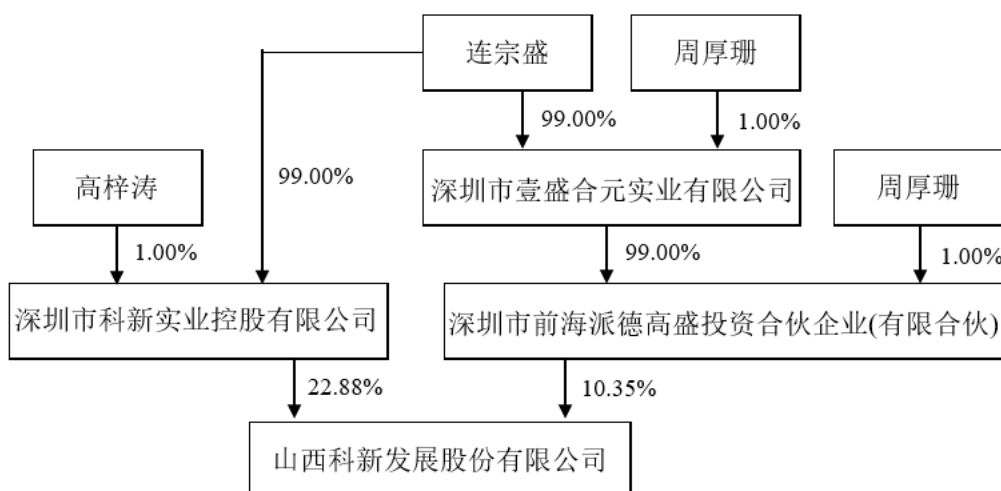 连宗盛
周厚珊
99.00%
1.00%
高梓涛
99.00%
深圳市壹盛合元实业有限公司
周厚珊
1.00%
99.00%
1.00%
深圳市科新实业控股有限公司
深圳市前海派德高盛投资合伙企业(有限合伙)
22.88%
10.35%
山西科新发展股份有限公司